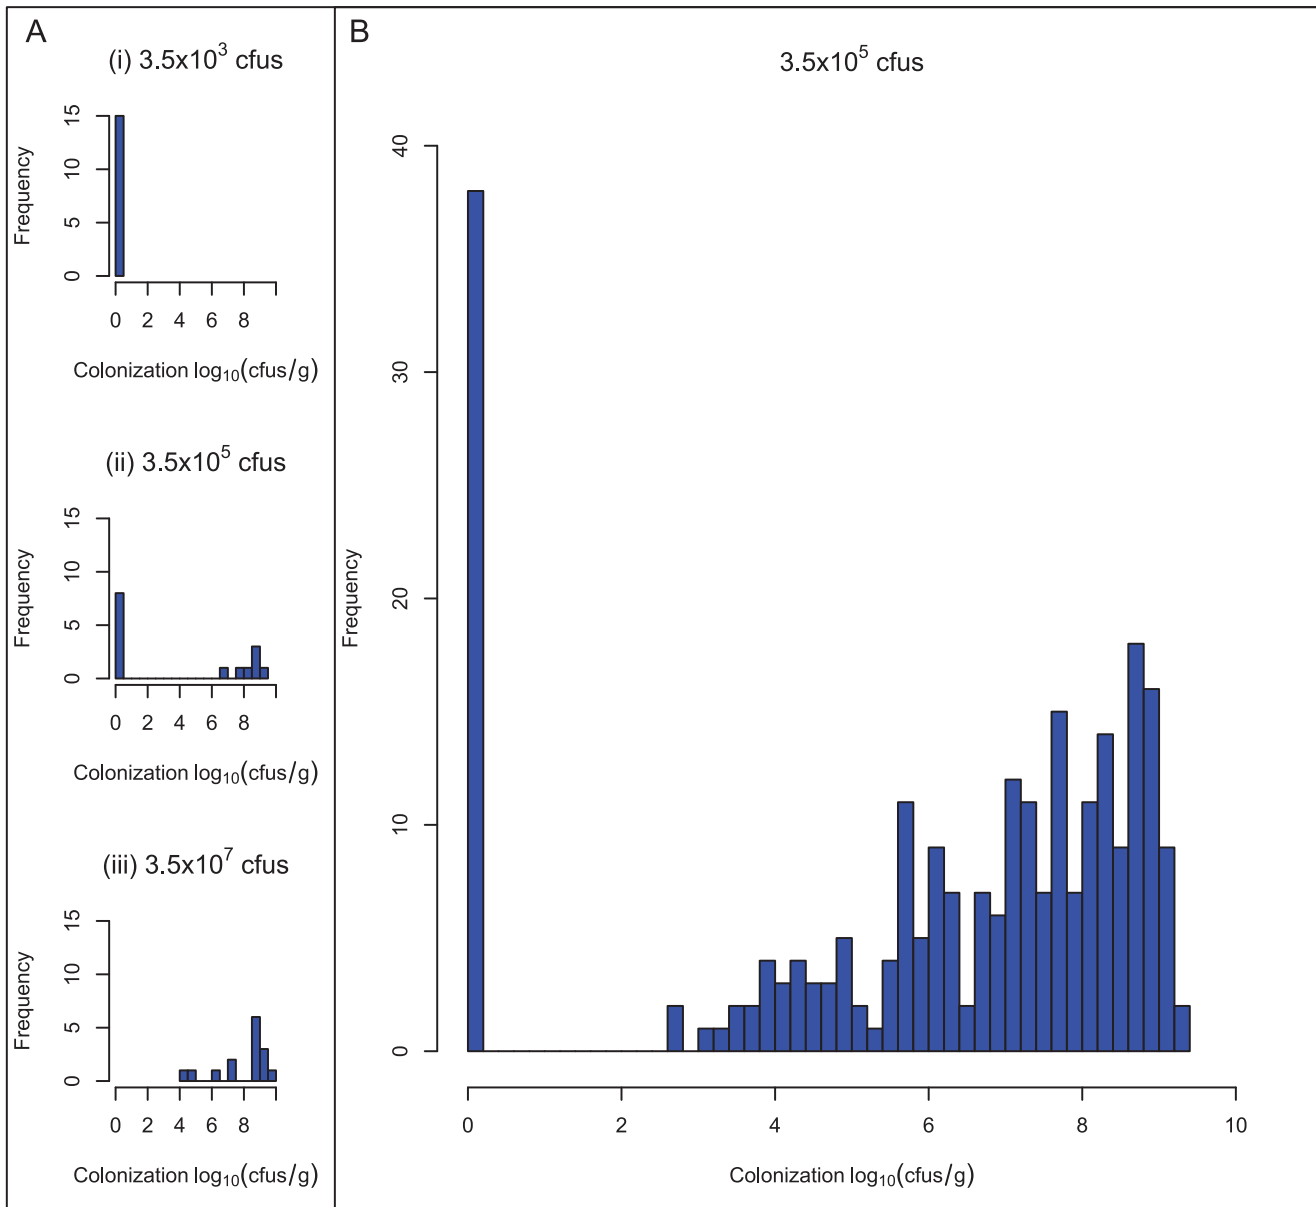 A
(i) 3.5x10³ cfus
Frequency
15
10
5
0
0 2 4 6 8
Colonization log₁₀(cfus/g)
(ii) 3.5x10⁵ cfus
Frequency
15
10
5
0
0 2 4 6 8
Colonization log₁₀(cfus/g)
(iii) 3.5x10⁷ cfus
Frequency
15
10
5
0
0 2 4 6 8
Colonization log₁₀(cfus/g)
B
3.5x10⁵ cfus
Frequency
40
30
20
10
0
0 2 4 6 8 10
Colonization log₁₀(cfus/g)